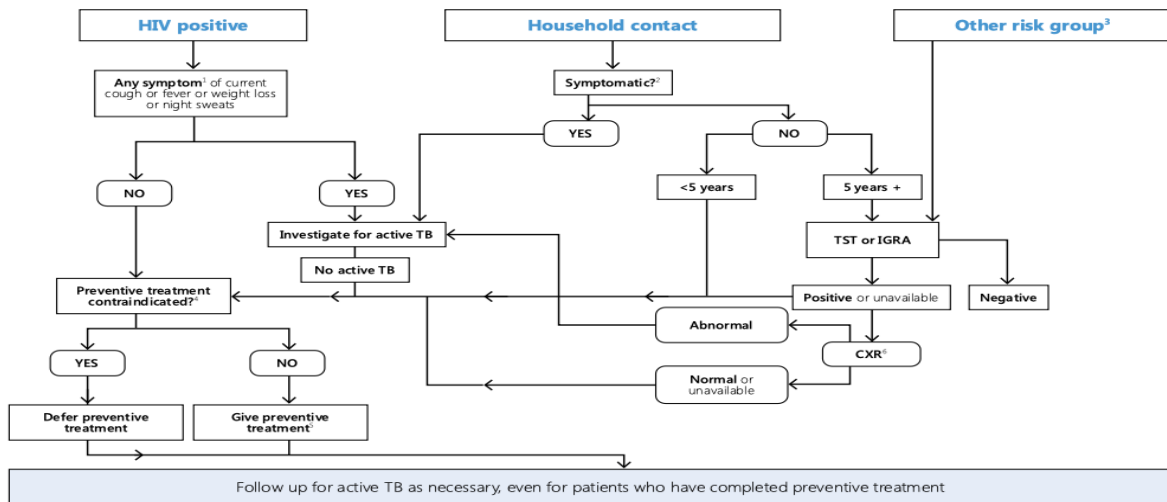 HIV positive
Household contact
Other risk group³
Any symptom¹ of current
cough or fever or weight loss
or night sweats
Symptomatic?²
YES
NO
NO
YES
<5 years
5 years +
Investigate for active TB
TST or IGRA
No active TB
Preventive treatment
contraindicated?⁴
Positive or unavailable
Negative
Abnormal
CXR⁶
YES
NO
Normal or
unavailable
Defer preventive
treatment
Give preventive
treatment⁵
Follow up for active TB as necessary, even for patients who have completed preventive treatment